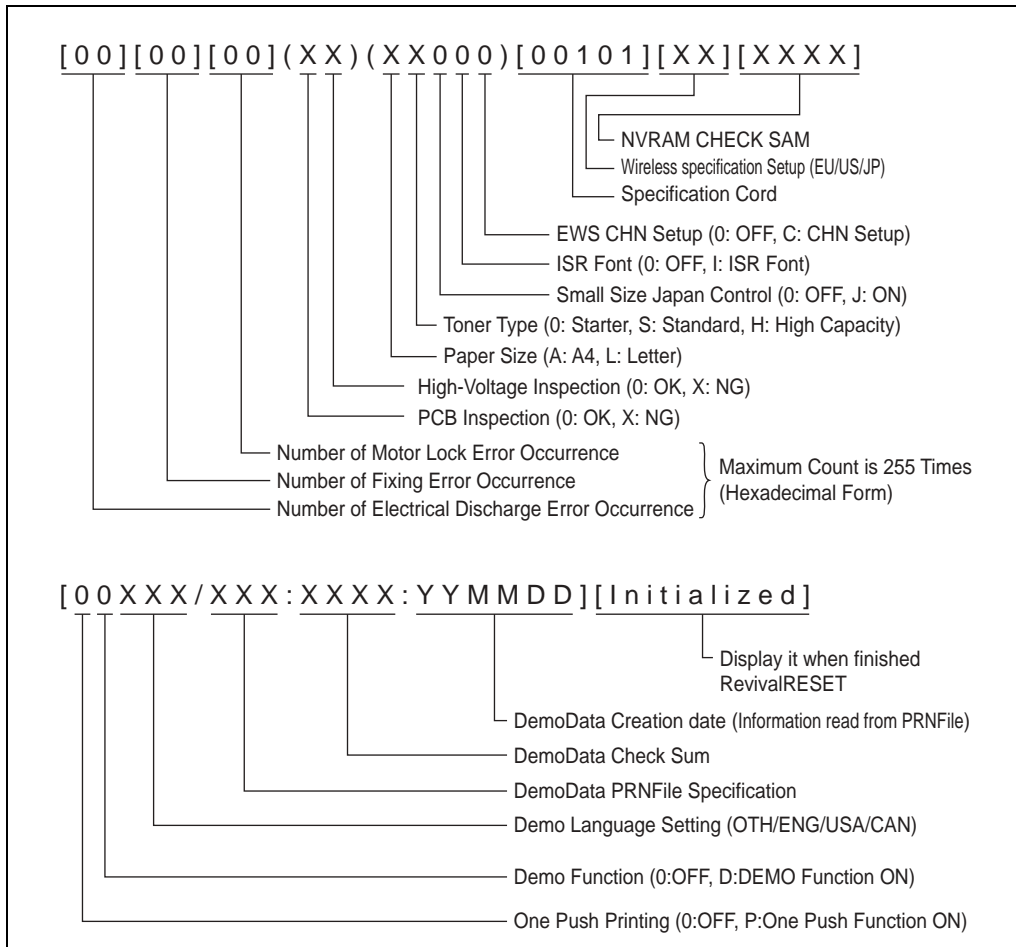 [00][00][00](XX)(XX000)[00101][XX][XXXX]
NVRAM CHECK SAM
Wireless specification Setup (EU/US/JP)
Specification Cord
EWS CHN Setup (0: OFF, C: CHN Setup)
ISR Font (0: OFF, I: ISR Font)
Small Size Japan Control (0: OFF, J: ON)
Toner Type (0: Starter, S: Standard, H: High Capacity)
Paper Size (A: A4, L: Letter)
High-Voltage Inspection (0: OK, X: NG)
PCB Inspection (0: OK, X: NG)
Number of Motor Lock Error Occurrence
Number of Fixing Error Occurrence
Number of Electrical Discharge Error Occurrence
Maximum Count is 255 Times
(Hexadecimal Form)
[00XXX/XXX:XXXX:YYMMDD][Initialized]
Display it when finished
RevivalRESET
DemoData Creation date (Information read from PRNFile)
DemoData Check Sum
DemoData PRNFile Specification
Demo Language Setting (OTH/ENG/USA/CAN)
Demo Function (0:OFF, D:DEMO Function ON)
One Push Printing (0:OFF, P:One Push Function ON)